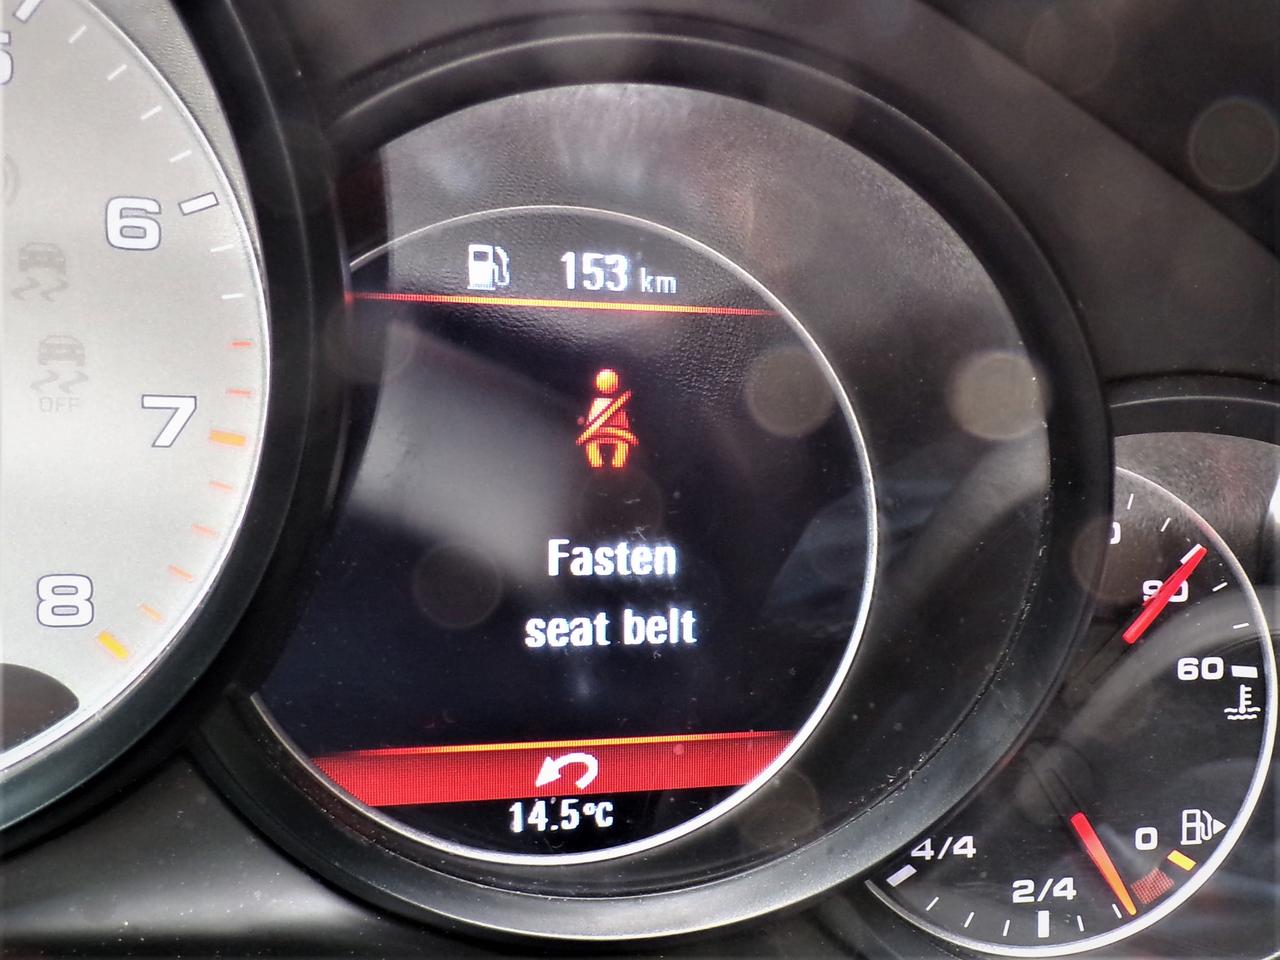 153 km
Fasten
seat belt
14.5°C
6
7
8
OFF
90
60
0
4/4
2/4